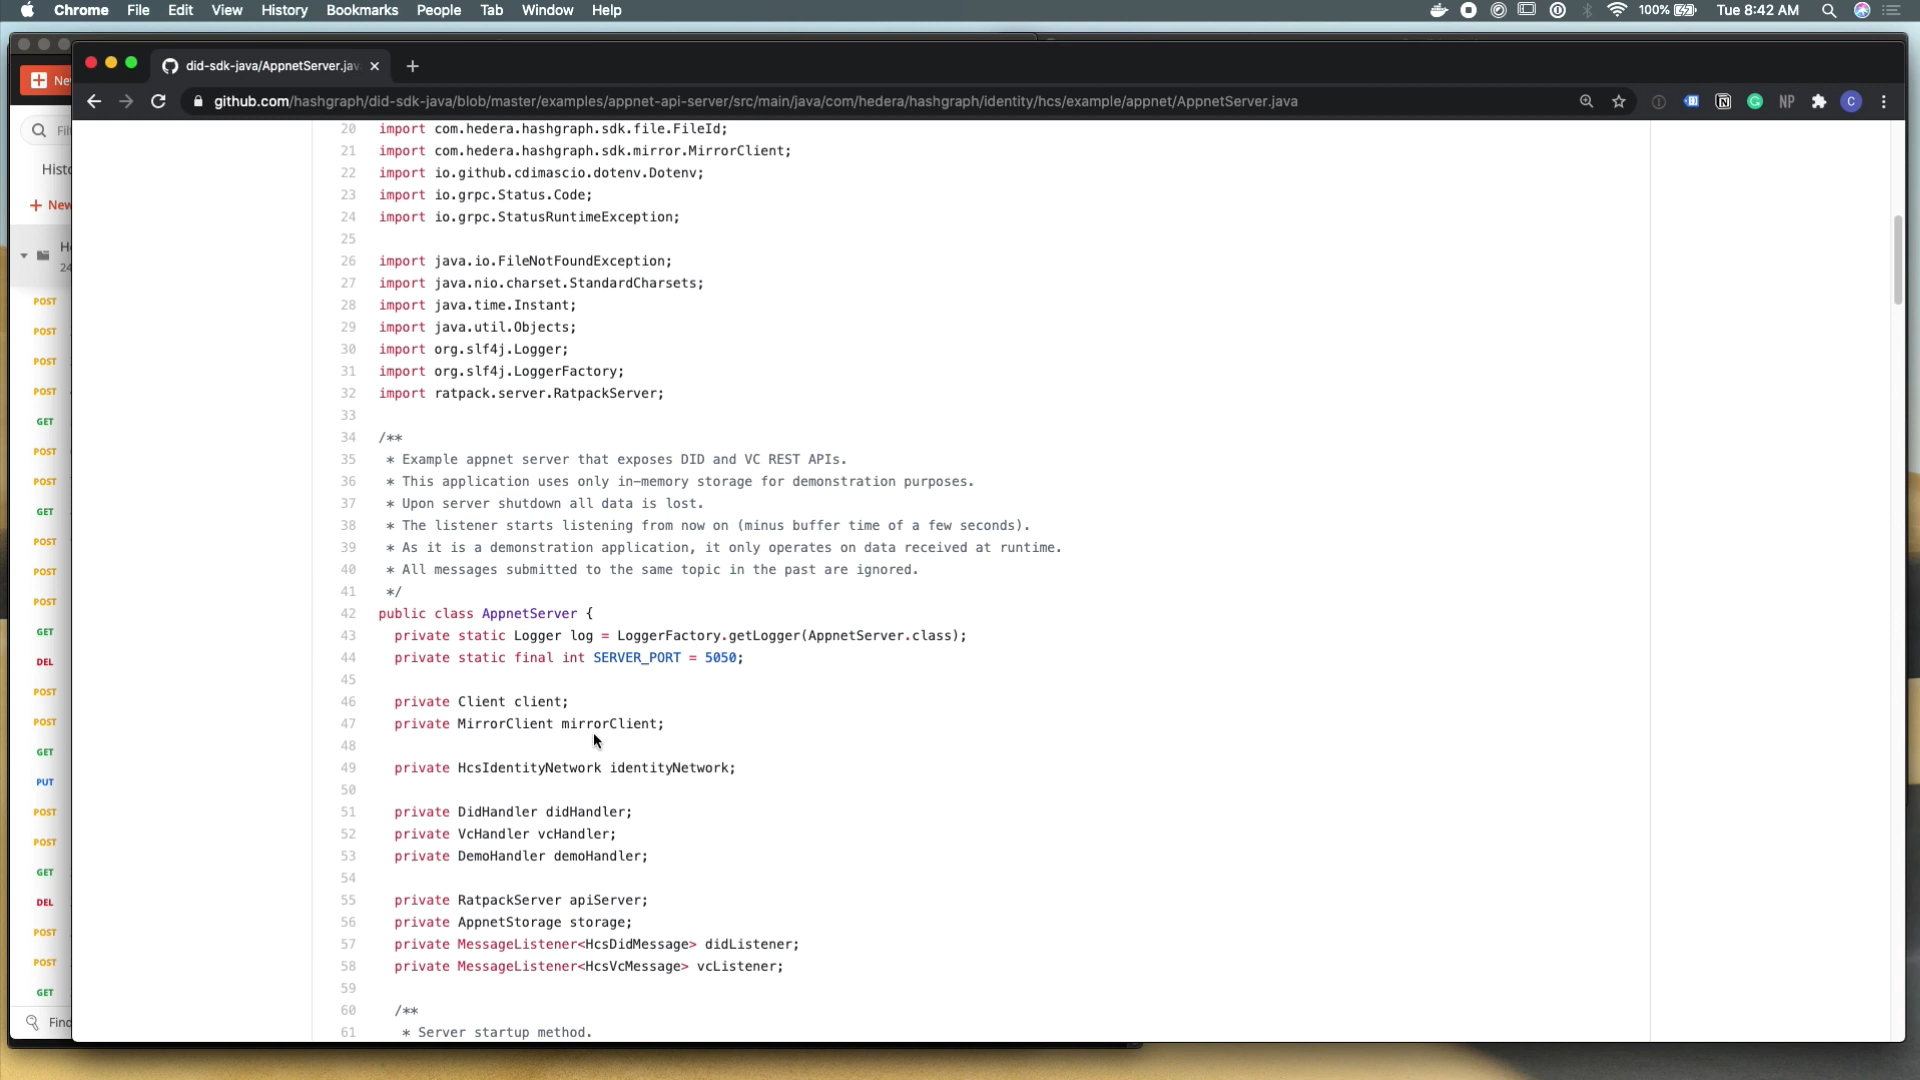 Chrome File Edit View History Bookmarks People Tab Window Help 100% Tue 8:42 AM
did-sdk-java/AppnetServer.jav
github.com/hashgraph/did-sdk-java/blob/master/examples/appnet-api-server/src/main/java/com/hedera/hashgraph/identity/hcs/example/appnet/AppnetServer.java NP C
Ne
Fil
Histo
+ New
He
24
POST
POST
POST
POST
GET
POST
POST
GET
POST
POST
POST
GET
DEL
POST
POST
GET
PUT
POST
POST
GET
DEL
POST
POST
GET
Find
20 import com.hedera.hashgraph.sdk.file.FileId;
21 import com.hedera.hashgraph.sdk.mirror.MirrorClient;
22 import io.github.cdimascio.dotenv.Dotenv;
23 import io.grpc.Status.Code;
24 import io.grpc.StatusRuntimeException;
25
26 import java.io.FileNotFoundException;
27 import java.nio.charset.StandardCharsets;
28 import java.time.Instant;
29 import java.util.Objects;
30 import org.slf4j.Logger;
31 import org.slf4j.LoggerFactory;
32 import ratpack.server.RatpackServer;
33
34 /**
35 * Example appnet server that exposes DID and VC REST APIs.
36 * This application uses only in-memory storage for demonstration purposes.
37 * Upon server shutdown all data is lost.
38 * The listener starts listening from now on (minus buffer time of a few seconds).
39 * As it is a demonstration application, it only operates on data received at runtime.
40 * All messages submitted to the same topic in the past are ignored.
41 */
42 public class AppnetServer {
43 private static Logger log = LoggerFactory.getLogger(AppnetServer.class);
44 private static final int SERVER_PORT = 5050;
45
46 private Client client;
47 private MirrorClient mirrorClient;
48
49 private HcsIdentityNetwork identityNetwork;
50
51 private DidHandler didHandler;
52 private VcHandler vcHandler;
53 private DemoHandler demoHandler;
54
55 private RatpackServer apiServer;
56 private AppnetStorage storage;
57 private MessageListener<HcsDidMessage> didListener;
58 private MessageListener<HcsVcMessage> vcListener;
59
60 /**
61 * Server startup method.